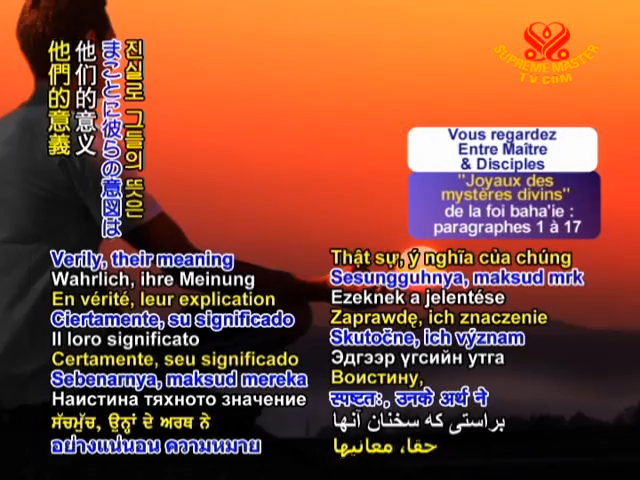 他們的意義
他们的意义
まことに彼らの意図は
진실로 그들의 뜻은
SUPREME MASTER
TV.COM
Vous regardez
Entre Maître
& Disciples
"Joyaux des
mystères divins"
de la foi baha'ie :
paragraphes 1 à 17
Verily, their meaning
Wahrlich, ihre Meinung
En vérité, leur explication
Ciertamente, su significado
Il loro significato
Certamente, seu significado
Sebenarnya, maksud mereka
Наистина тяхното значение
ਸੱਚਮੁੱਚ, ਉਨ੍ਹਾਂ ਦੇ ਅਰਥ ਨੇ
อย่างแน่นอน ความหมาย
Thật sự, ý nghĩa của chúng
Sesungguhnya, maksud mrk
Ezeknek a jelentése
Zaprawdę, ich znaczenie
Skutočne, ich význam
Эдгээр үгсийн утга
Воистину,
स्पष्टतः, उनके अर्थ ने
براستی که سخنان آنها
حقا، معانيها